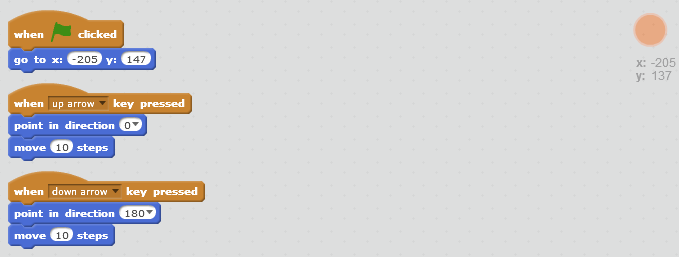 when clicked
go to x: -205 y: 147
when up arrow key pressed
point in direction 0
move 10 steps
when down arrow key pressed
point in direction 180
move 10 steps
x: -205
y: 137